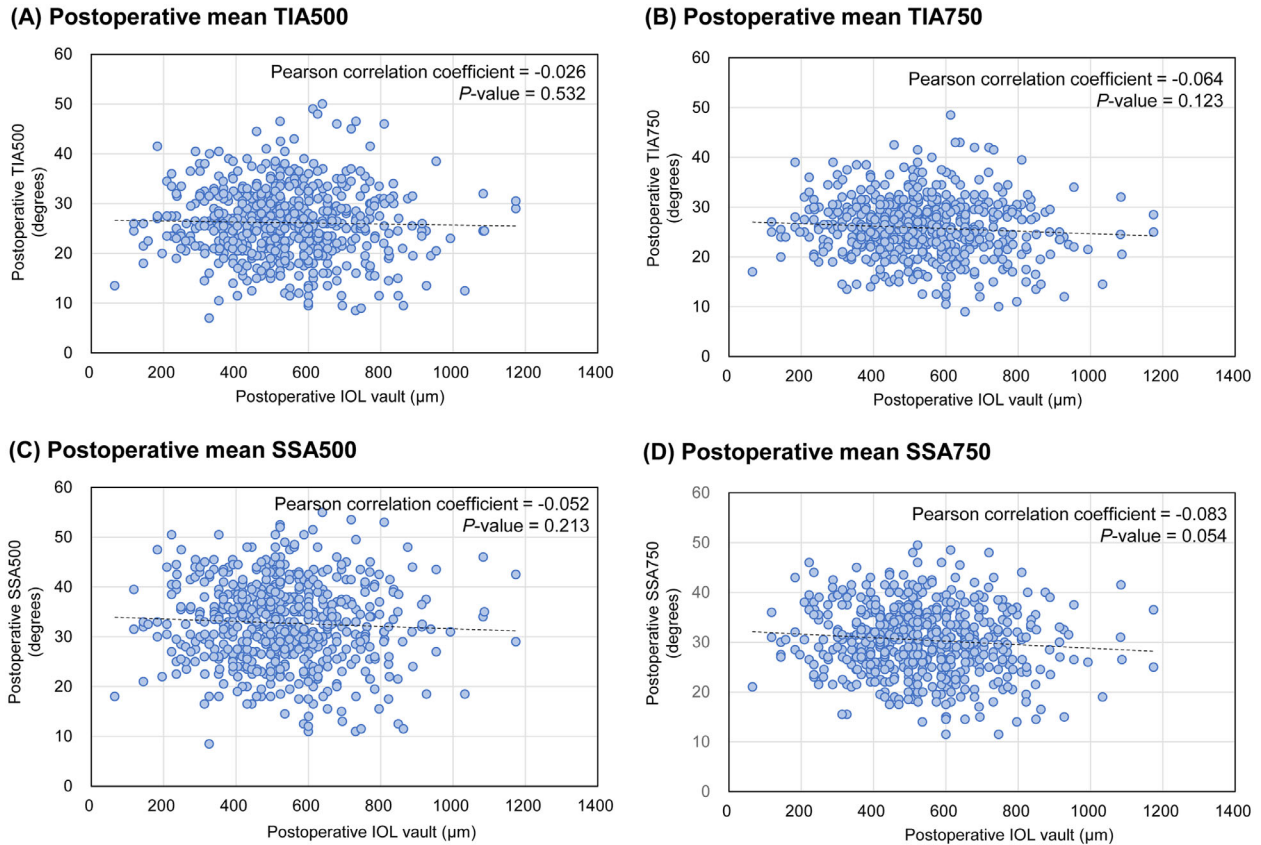 (A) Postoperative mean TIA500
Pearson correlation coefficient = -0.026
P-value = 0.532
60
50
40
30
20
10
0
Postoperative TIA500
(degrees)
0 200 400 600 800 1000 1200 1400
Postoperative IOL vault (μm)
(B) Postoperative mean TIA750
Pearson correlation coefficient = -0.064
P-value = 0.123
60
50
40
30
20
10
0
Postoperative TIA750
(degrees)
0 200 400 600 800 1000 1200 1400
Postoperative IOL vault (μm)
(C) Postoperative mean SSA500
Pearson correlation coefficient = -0.052
P-value = 0.213
60
50
40
30
20
10
0
Postoperative SSA500
(degrees)
0 200 400 600 800 1000 1200 1400
Postoperative IOL vault (μm)
(D) Postoperative mean SSA750
Pearson correlation coefficient = -0.083
P-value = 0.054
60
50
40
30
20
10
0
Postoperative SSA750
(degrees)
0 200 400 600 800 1000 1200 1400
Postoperative IOL vault (μm)